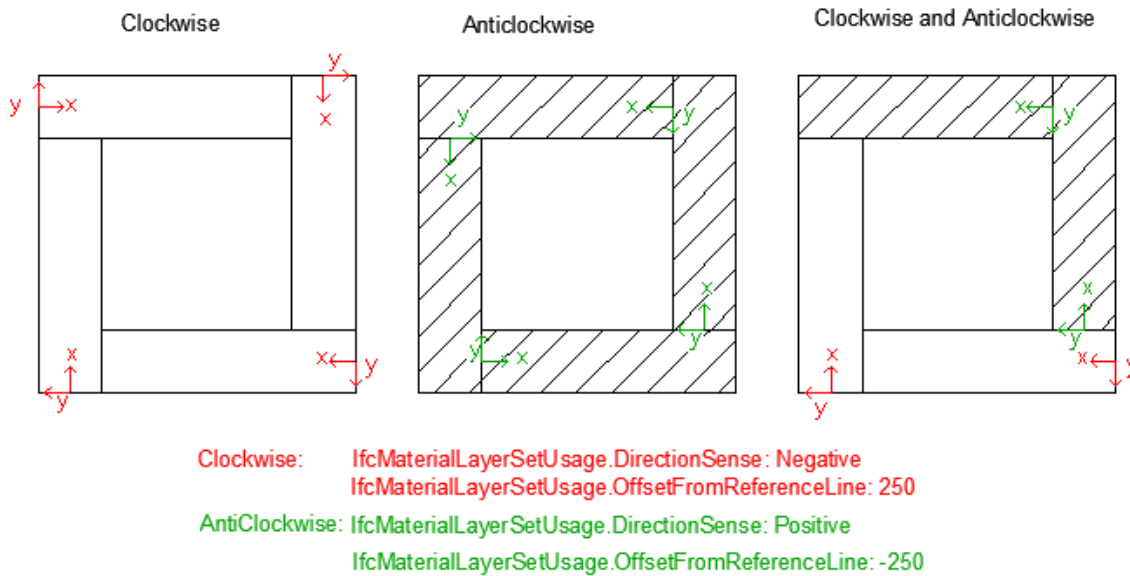 Clockwise
Anticlockwise
Clockwise and Anticlockwise
y
y x
x
y
x
x y
x
y
x y
y
x
x
y
y x
x y
x
y
x
y
x y
Clockwise: IfcMaterialLayerSetUsage.DirectionSense: Negative
IfcMaterialLayerSetUsage.OffsetFromReferenceLine: 250
AntiClockwise: IfcMaterialLayerSetUsage.DirectionSense: Positive
IfcMaterialLayerSetUsage.OffsetFromReferenceLine: -250